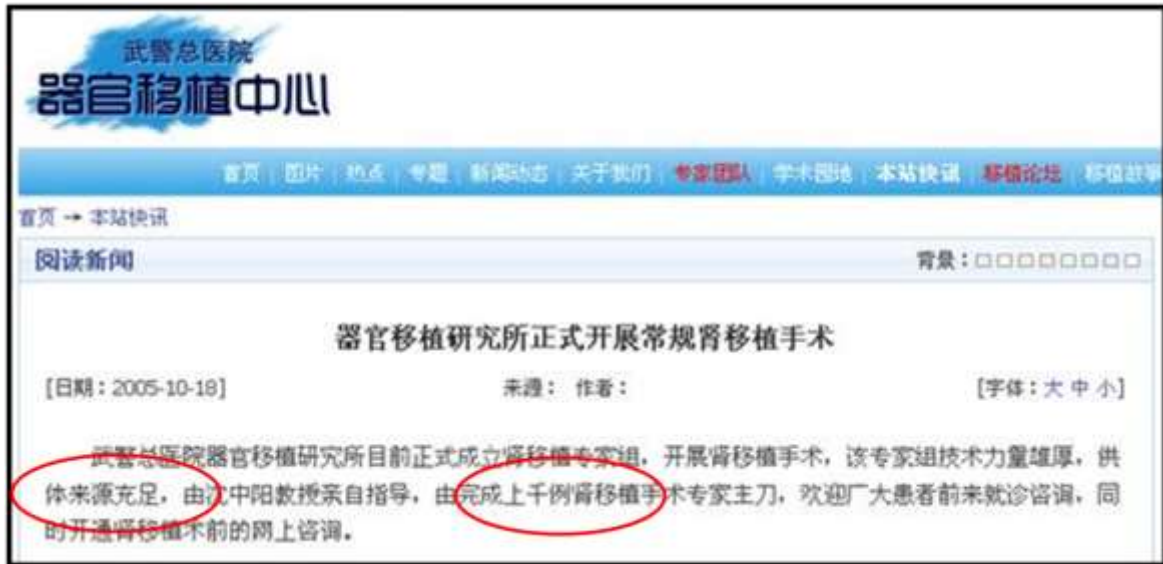 武警总医院
器官移植中心
首页 图片 热点 专题 新闻动态 关于我们 专家团队 学术园地 本站快讯 移植论坛 移植故事
首页 → 本站快讯
阅读新闻 背景：□□□□□□□□
器官移植研究所正式开展常规肾移植手术
[日期：2005-10-18] 来源： 作者： [字体：大 中 小]
武警总医院器官移植研究所目前正式成立肾移植专家组，开展肾移植手术，该专家组技术力量雄厚，供
体来源充足，由沈中阳教授亲自指导，由完成上千例肾移植手术专家主刀，欢迎广大患者前来就诊咨询，同
时开通肾移植术前的网上咨询。